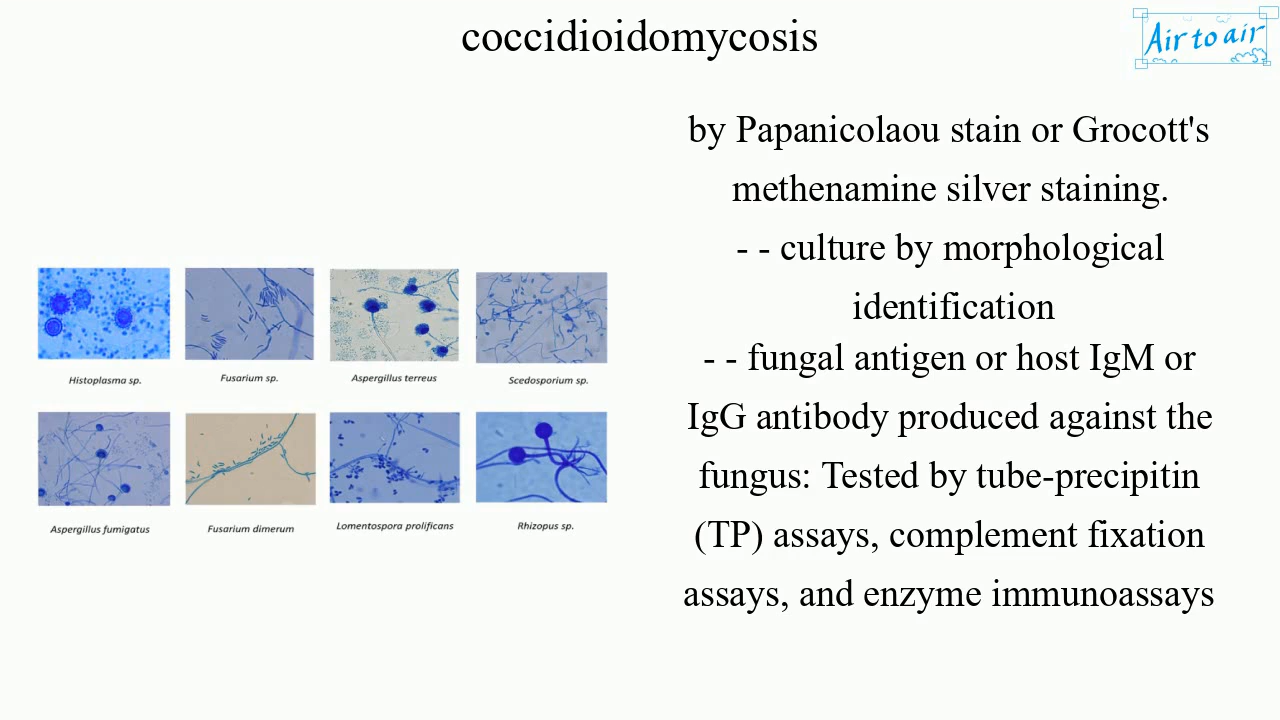 coccidioidomycosis
Air to air
by Papanicolaou stain or Grocott's
methenamine silver staining.
- - culture by morphological
identification
- - fungal antigen or host IgM or
IgG antibody produced against the
fungus: Tested by tube-precipitin
(TP) assays, complement fixation
assays, and enzyme immunoassays
Histoplasma sp.
Fusarium sp.
Aspergillus terreus
Scedosporium sp.
Aspergillus fumigatus
Fusarium dimerum
Lomentospora prolificans
Rhizopus sp.